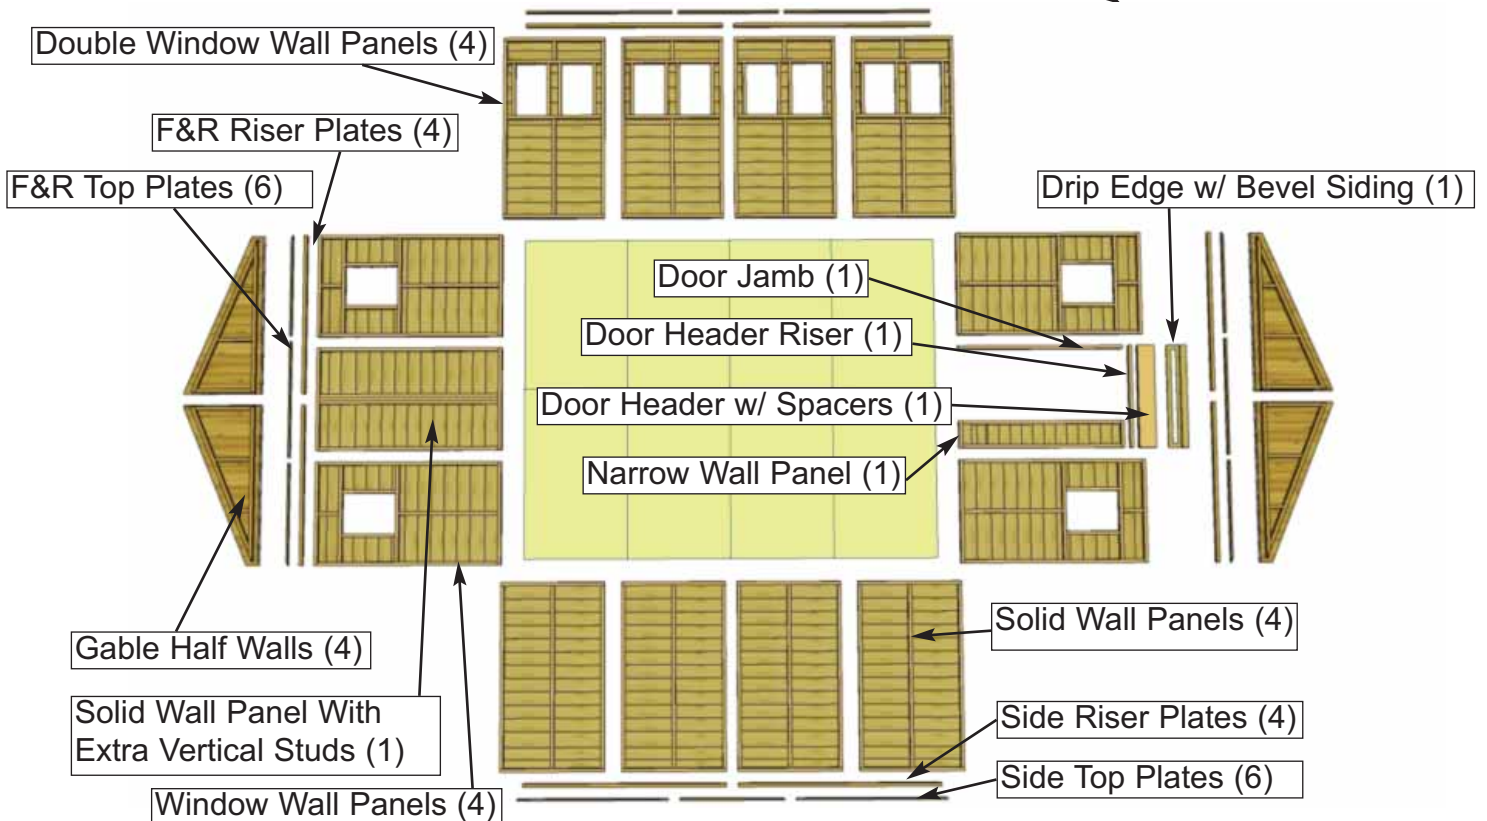 Double Window Wall Panels (4)
F&R Riser Plates (4)
F&R Top Plates (6)
Drip Edge w/ Bevel Siding (1)
Door Jamb (1)
Door Header Riser (1)
Door Header w/ Spacers (1)
Narrow Wall Panel (1)
Gable Half Walls (4)
Solid Wall Panel With
Extra Vertical Studs (1)
Window Wall Panels (4)
Solid Wall Panels (4)
Side Riser Plates (4)
Side Top Plates (6)